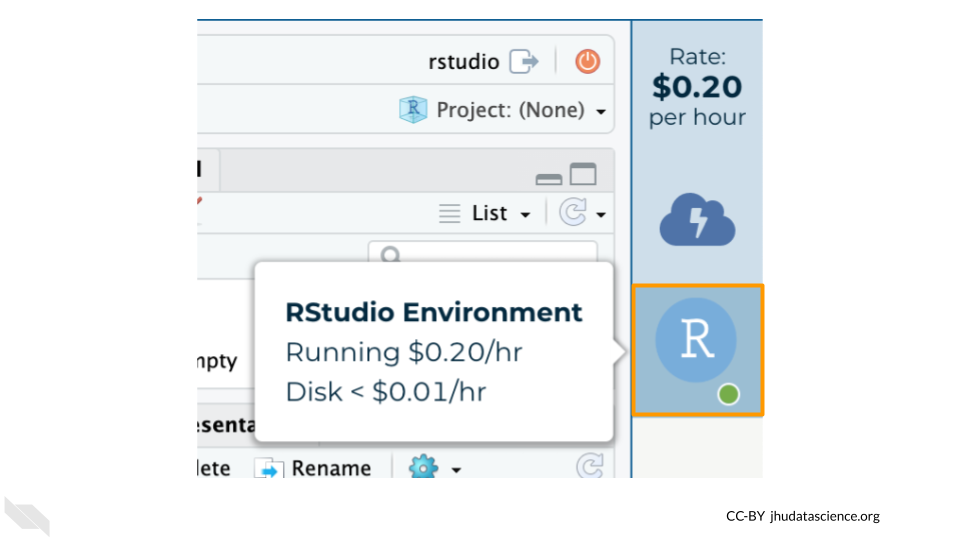 rstudio
Rate:
$0.20
per hour
Project: (None)
List
RStudio Environment
Running $0.20/hr
Disk < $0.01/hr
R
mpty
esenta
lete
Rename
CC-BY jhudatascience.org